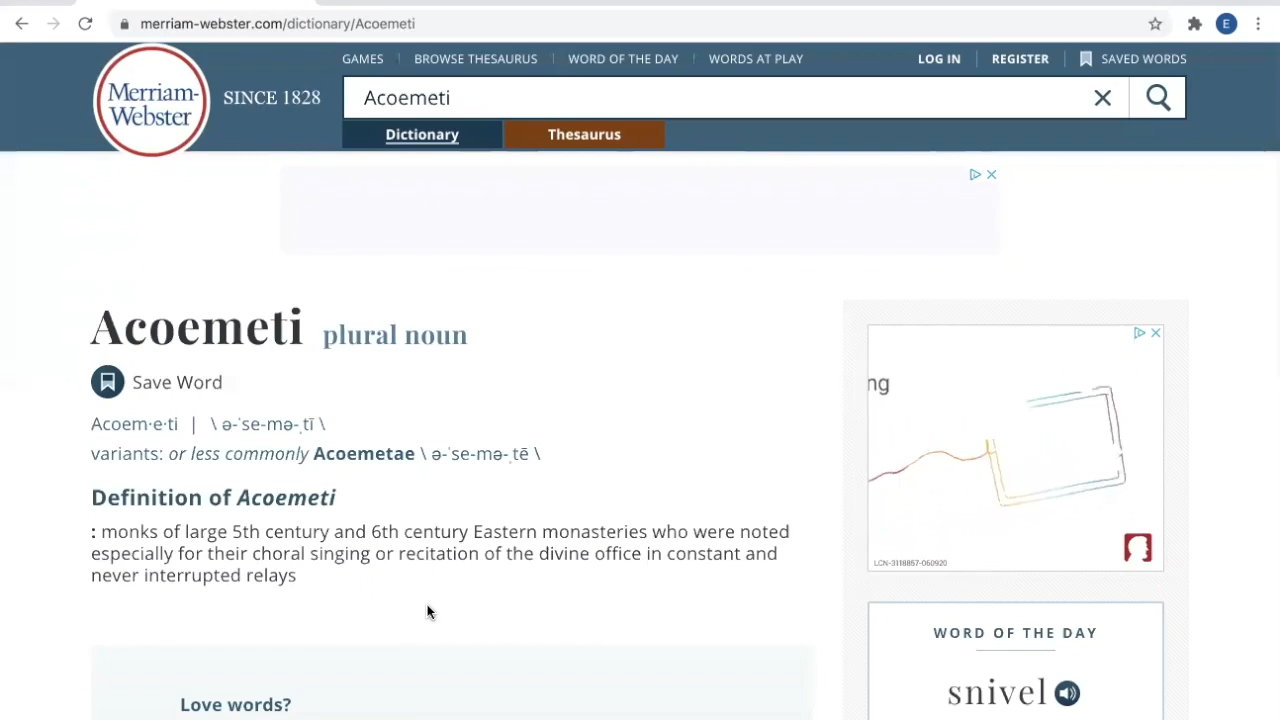 merriam-webster.com/dictionary/Acoemeti
E
GAMES BROWSE THESAURUS WORD OF THE DAY WORDS AT PLAY LOG IN REGISTER SAVED WORDS
Merriam-
Webster
SINCE 1828
Acoemeti
Dictionary Thesaurus
Acoemeti plural noun
Save Word
Acoem·e·ti | \ ə-ˈse-mə-ˌtī \
variants: or less commonly Acoemetae \ ə-ˈse-mə-ˌtē \
Definition of Acoemeti
: monks of large 5th century and 6th century Eastern monasteries who were noted
especially for their choral singing or recitation of the divine office in constant and
never interrupted relays
Love words?
ng
LCN-3118857-060920
WORD OF THE DAY
snivel